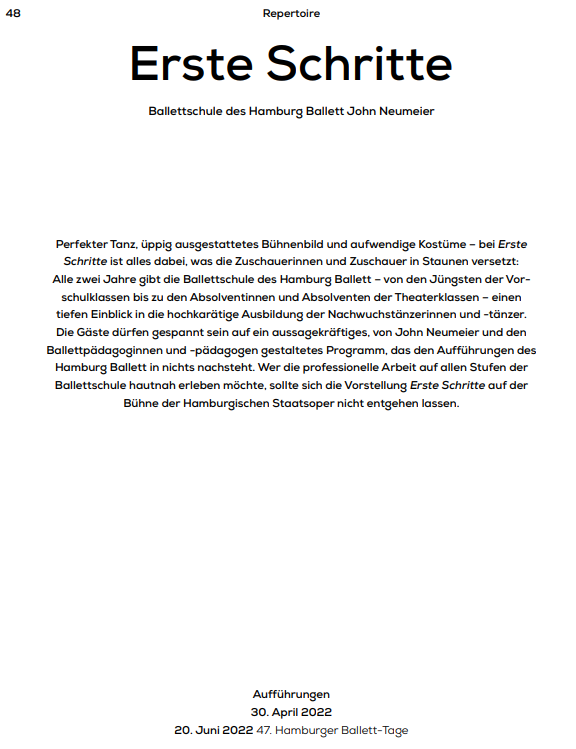 48
Repertoire
Erste Schritte
Ballettschule des Hamburg Ballett John Neumeier
Perfekter Tanz, üppig ausgestattetes Bühnenbild und aufwendige Kostüme – bei Erste
Schritte ist alles dabei, was die Zuschauerinnen und Zuschauer in Staunen versetzt:
Alle zwei Jahre gibt die Ballettschule des Hamburg Ballett – von den Jüngsten der Vor-
schulklassen bis zu den Absolventinnen und Absolventen der Theaterklassen – einen
tiefen Einblick in die hochkarätige Ausbildung der Nachwuchstänzerinnen und -tänzer.
Die Gäste dürfen gespannt sein auf ein aussagekräftiges, von John Neumeier und den
Ballettpädagoginnen und -pädagogen gestaltetes Programm, das den Aufführungen des
Hamburg Ballett in nichts nachsteht. Wer die professionelle Arbeit auf allen Stufen der
Ballettschule hautnah erleben möchte, sollte sich die Vorstellung Erste Schritte auf der
Bühne der Hamburgischen Staatsoper nicht entgehen lassen.
Aufführungen
30. April 2022
20. Juni 2022 47. Hamburger Ballett-Tage